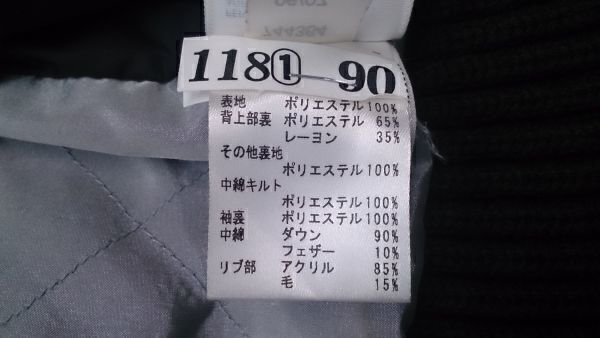 06/07
744384
1181 90
表地 ポリエステル100%
背上部裏 ポリエステル 65%
レーヨン 35%
その他裏地
ポリエステル100%
中綿キルト
ポリエステル100%
袖裏 ポリエステル100%
中綿 ダウン 90%
フェザー 10%
リブ部 アクリル 85%
毛 15%